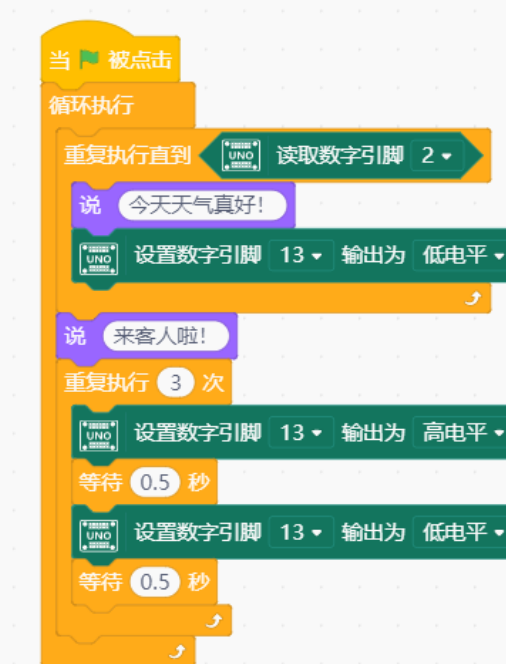 当 被点击
循环执行
重复执行直到 UNO 读取数字引脚 2
说 今天天气真好！
UNO 设置数字引脚 13 输出为 低电平
说 来客人啦！
重复执行 3 次
UNO 设置数字引脚 13 输出为 高电平
等待 0.5 秒
UNO 设置数字引脚 13 输出为 低电平
等待 0.5 秒